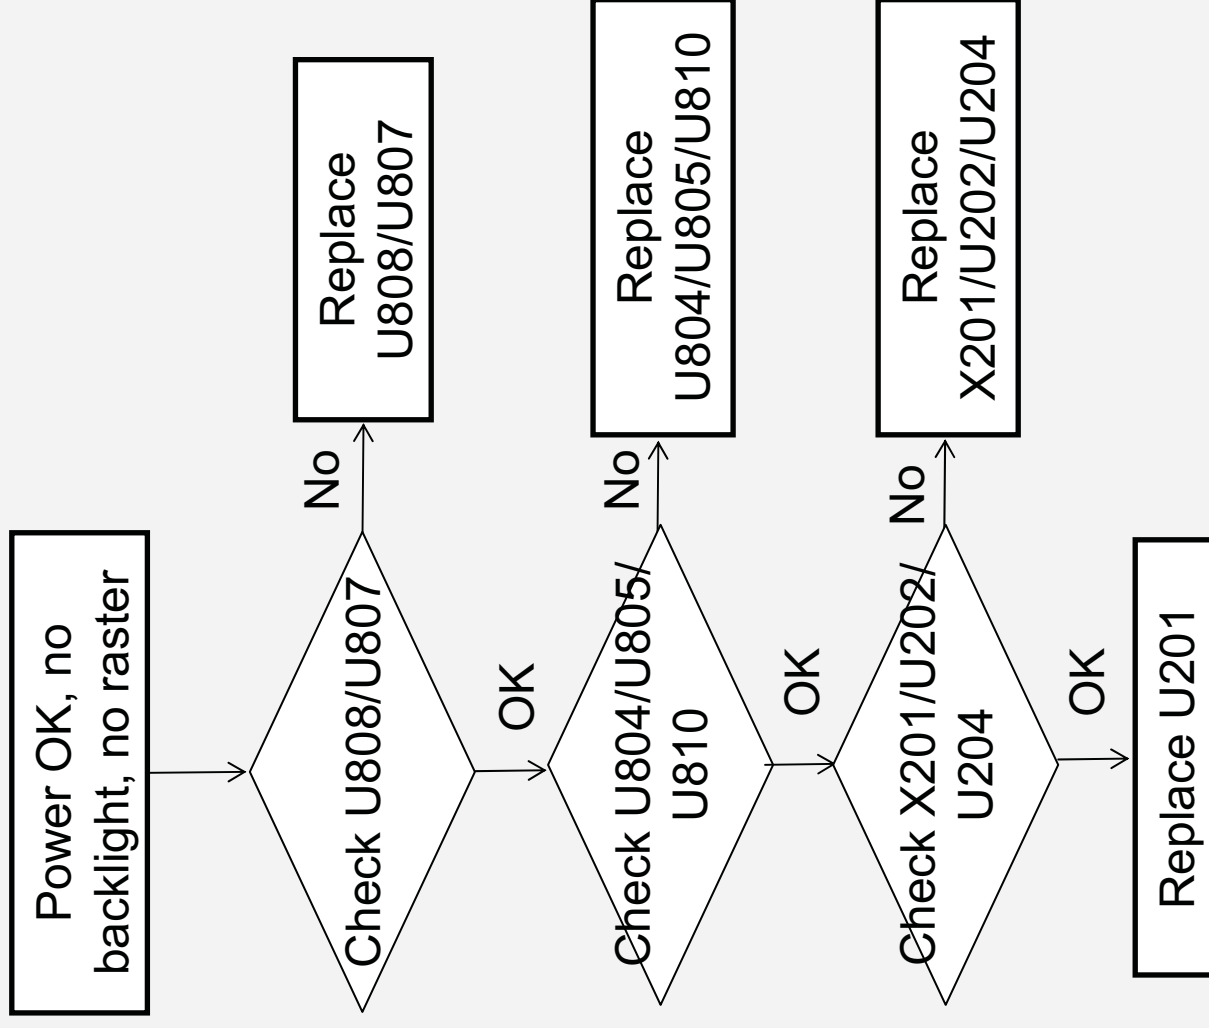 Power OK, no
backlight, no raster
Check U808/U807
No
Replace
U808/U807
OK
Check U804/U805/
U810
No
Replace
U804/U805/U810
OK
Check X201/U202/
U204
No
Replace
X201/U202/U204
OK
Replace U201